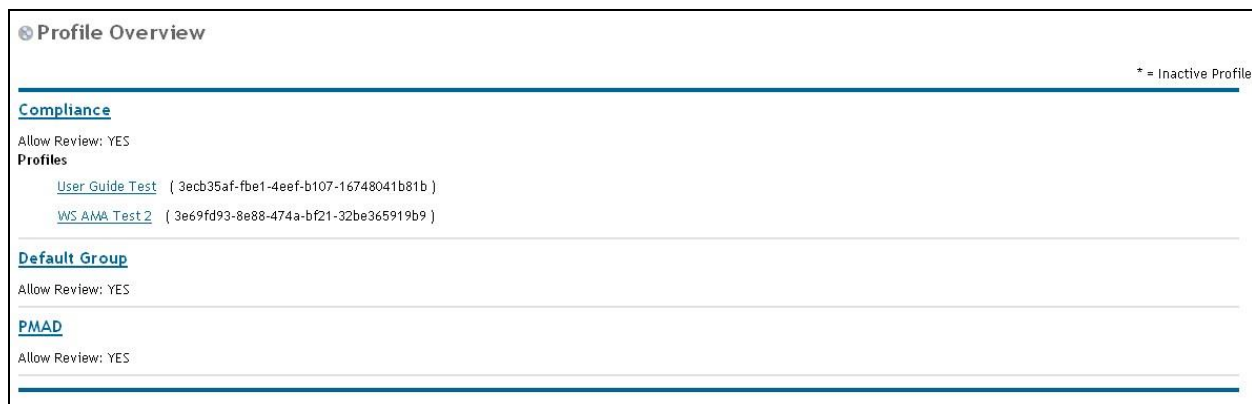 Profile Overview
* = Inactive Profile
Compliance
Allow Review: YES
Profiles
User Guide Test ( 3ecb35af-fbe1-4eef-b107-16748041b81b )
WS AMA Test 2 ( 3e69fd93-8e88-474a-bf21-32be365919b9 )
Default Group
Allow Review: YES
PMAD
Allow Review: YES